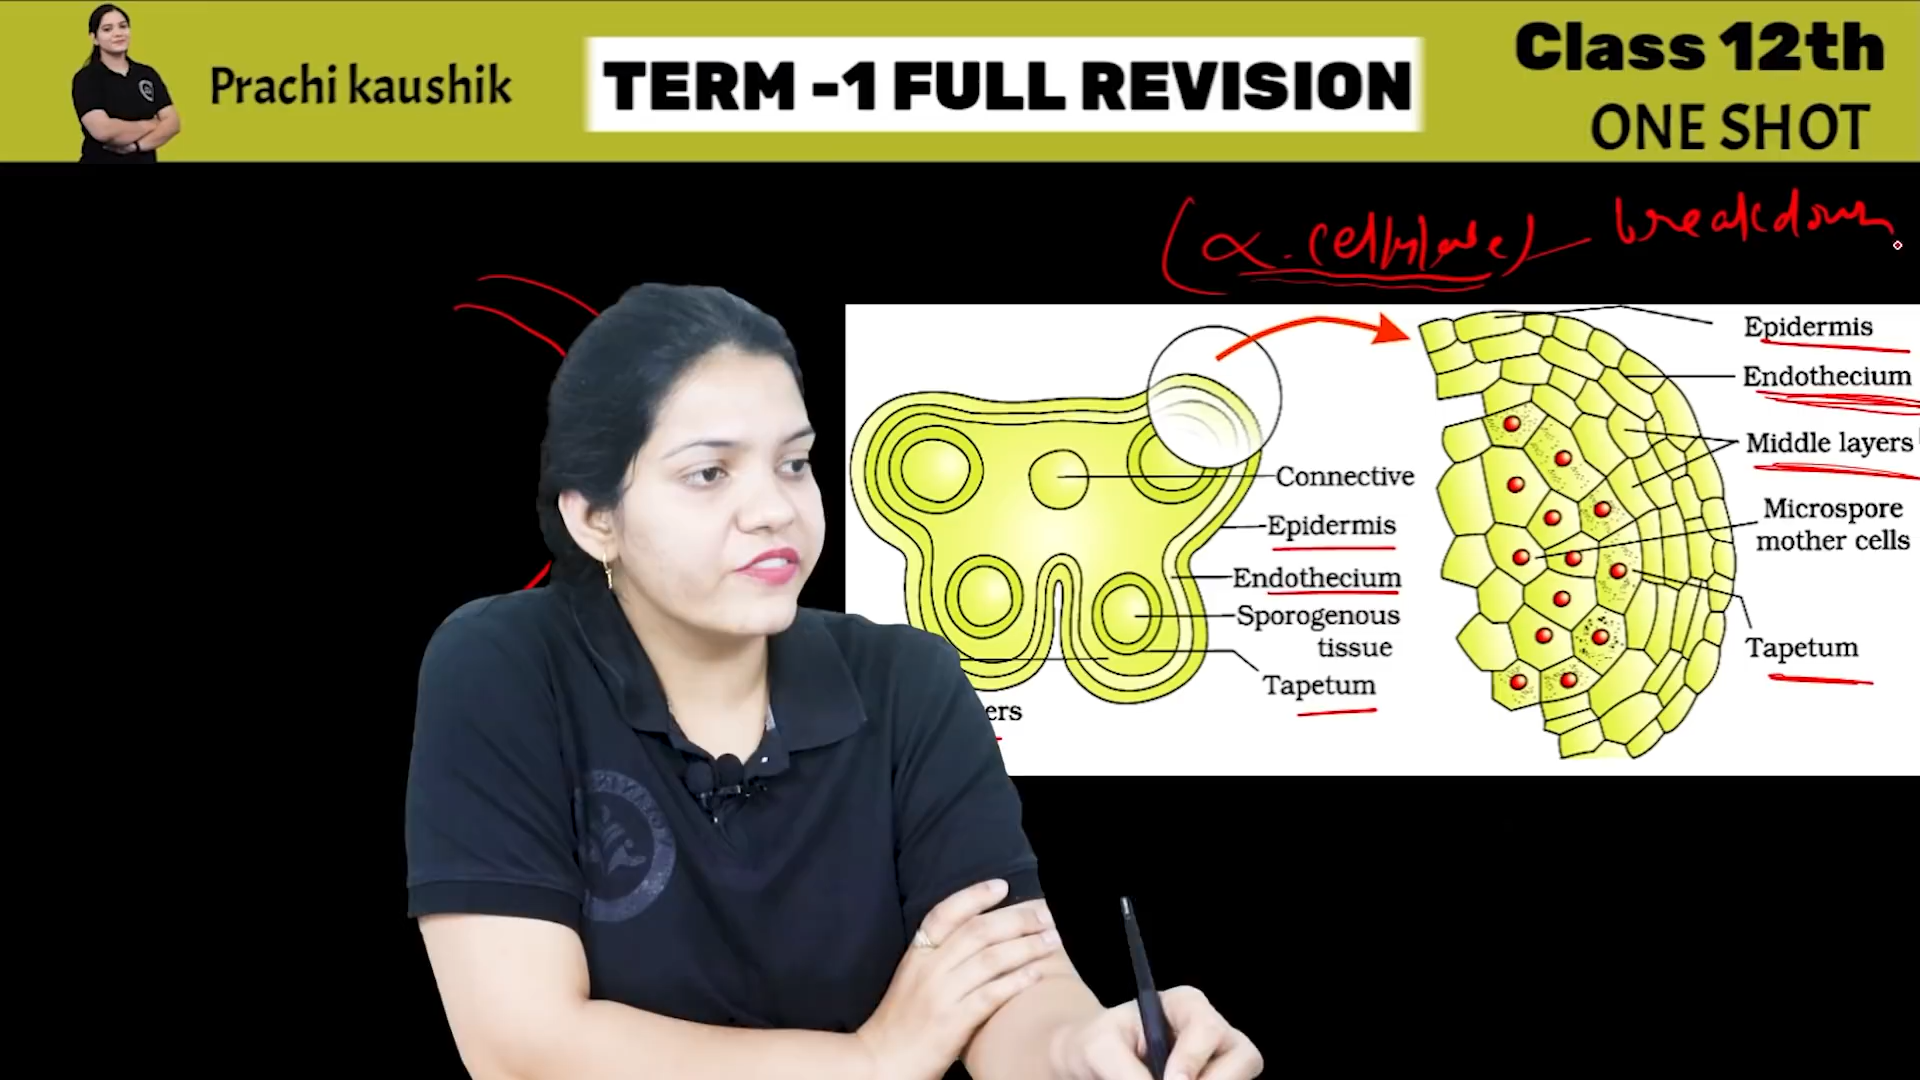 Prachi kaushik
TERM -1 FULL REVISION
Class 12th
ONE SHOT
(α. cellulase) – breakdown
Epidermis
Endothecium
Middle layers
Connective
Microspore
mother cells
Epidermis
Endothecium
Sporogenous
tissue
Tapetum
Tapetum
ers